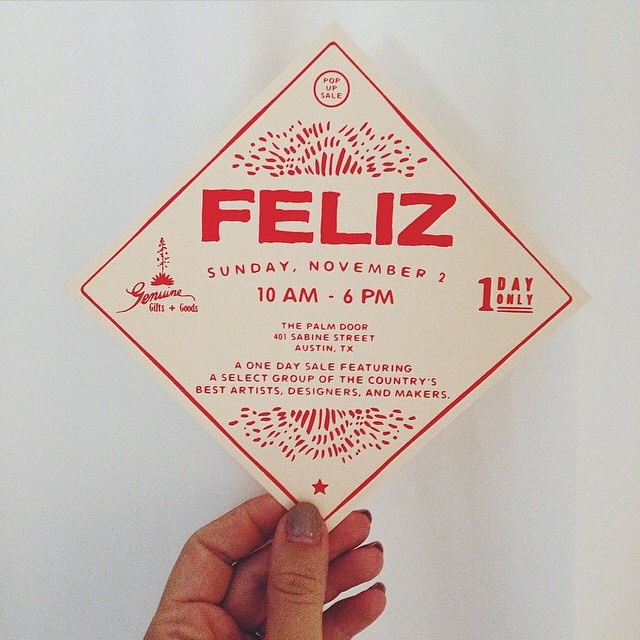 POP
UP
SALE
FELIZ
SUNDAY, NOVEMBER 2
10 AM - 6 PM
Genuine
Gifts + Goods
1 DAY
ONLY
THE PALM DOOR
401 SABINE STREET
AUSTIN, TX
A ONE DAY SALE FEATURING
A SELECT GROUP OF THE COUNTRY'S
BEST ARTISTS, DESIGNERS, AND MAKERS.